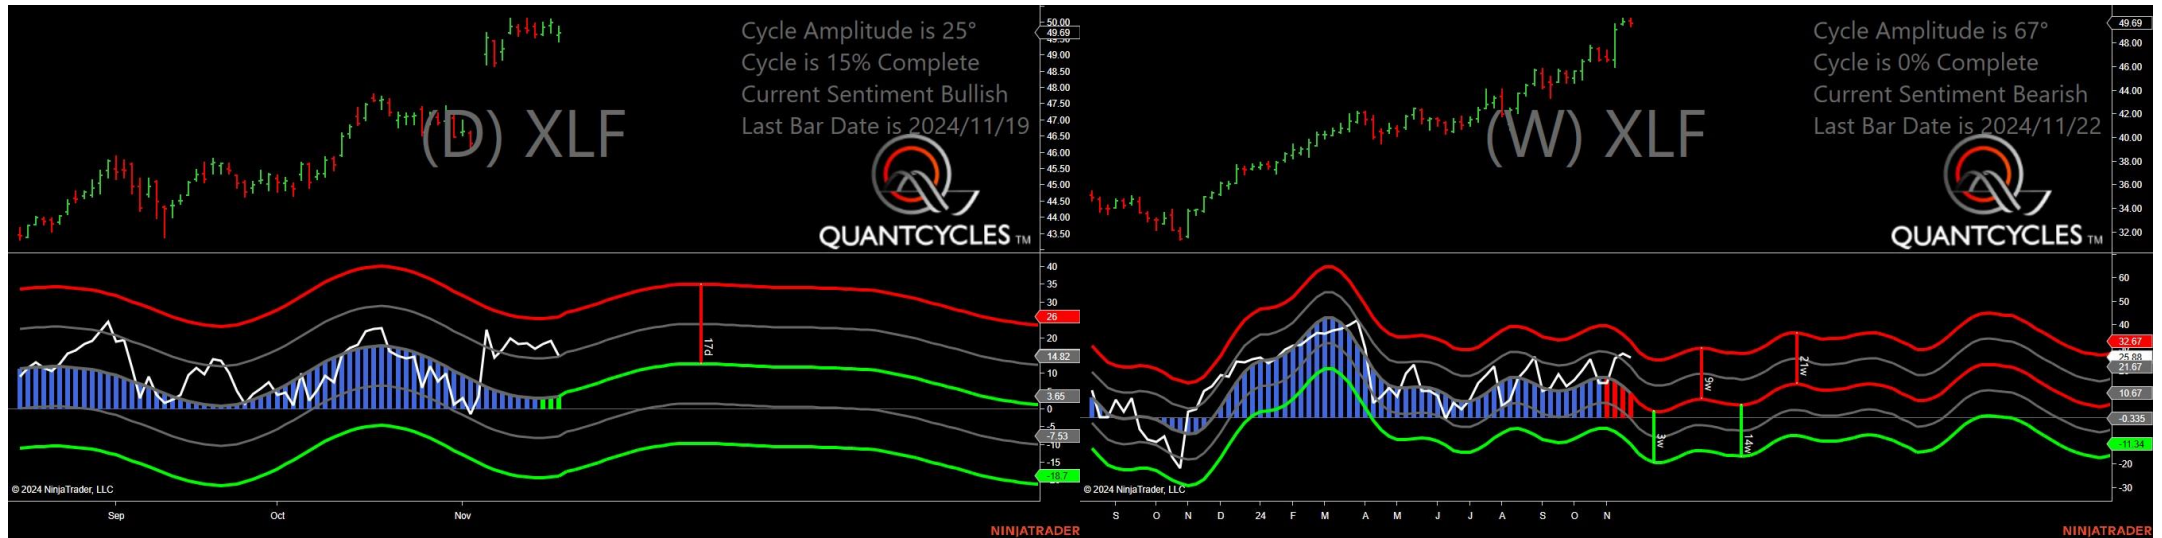 Cycle Amplitude is 25°
Cycle is 15% Complete
Current Sentiment Bullish
Last Bar Date is 2024/11/19
(D) XLF
QUANTCYCLES TM
50.00
49.69
49.00
48.50
48.00
47.50
47.00
46.50
46.00
45.50
45.00
44.50
44.00
43.50
40
35
30
26
20
14.82
10
3.65
0
-5
-7.53
-10
-15
-18.7
17d
© 2024 NinjaTrader, LLC
Sep Oct Nov
NINJATRADER
Cycle Amplitude is 67°
Cycle is 0% Complete
Current Sentiment Bearish
Last Bar Date is 2024/11/22
(W) XLF
QUANTCYCLES TM
49.69
48.00
46.00
44.00
42.00
40.00
38.00
36.00
34.00
32.00
60
50
40
32.67
25.88
21.67
10.67
-0.335
-11.34
-20
-30
9w
21w
3w
14w
© 2024 NinjaTrader, LLC
S O N D 24 F M A M J J A S O N
NINJATRADER